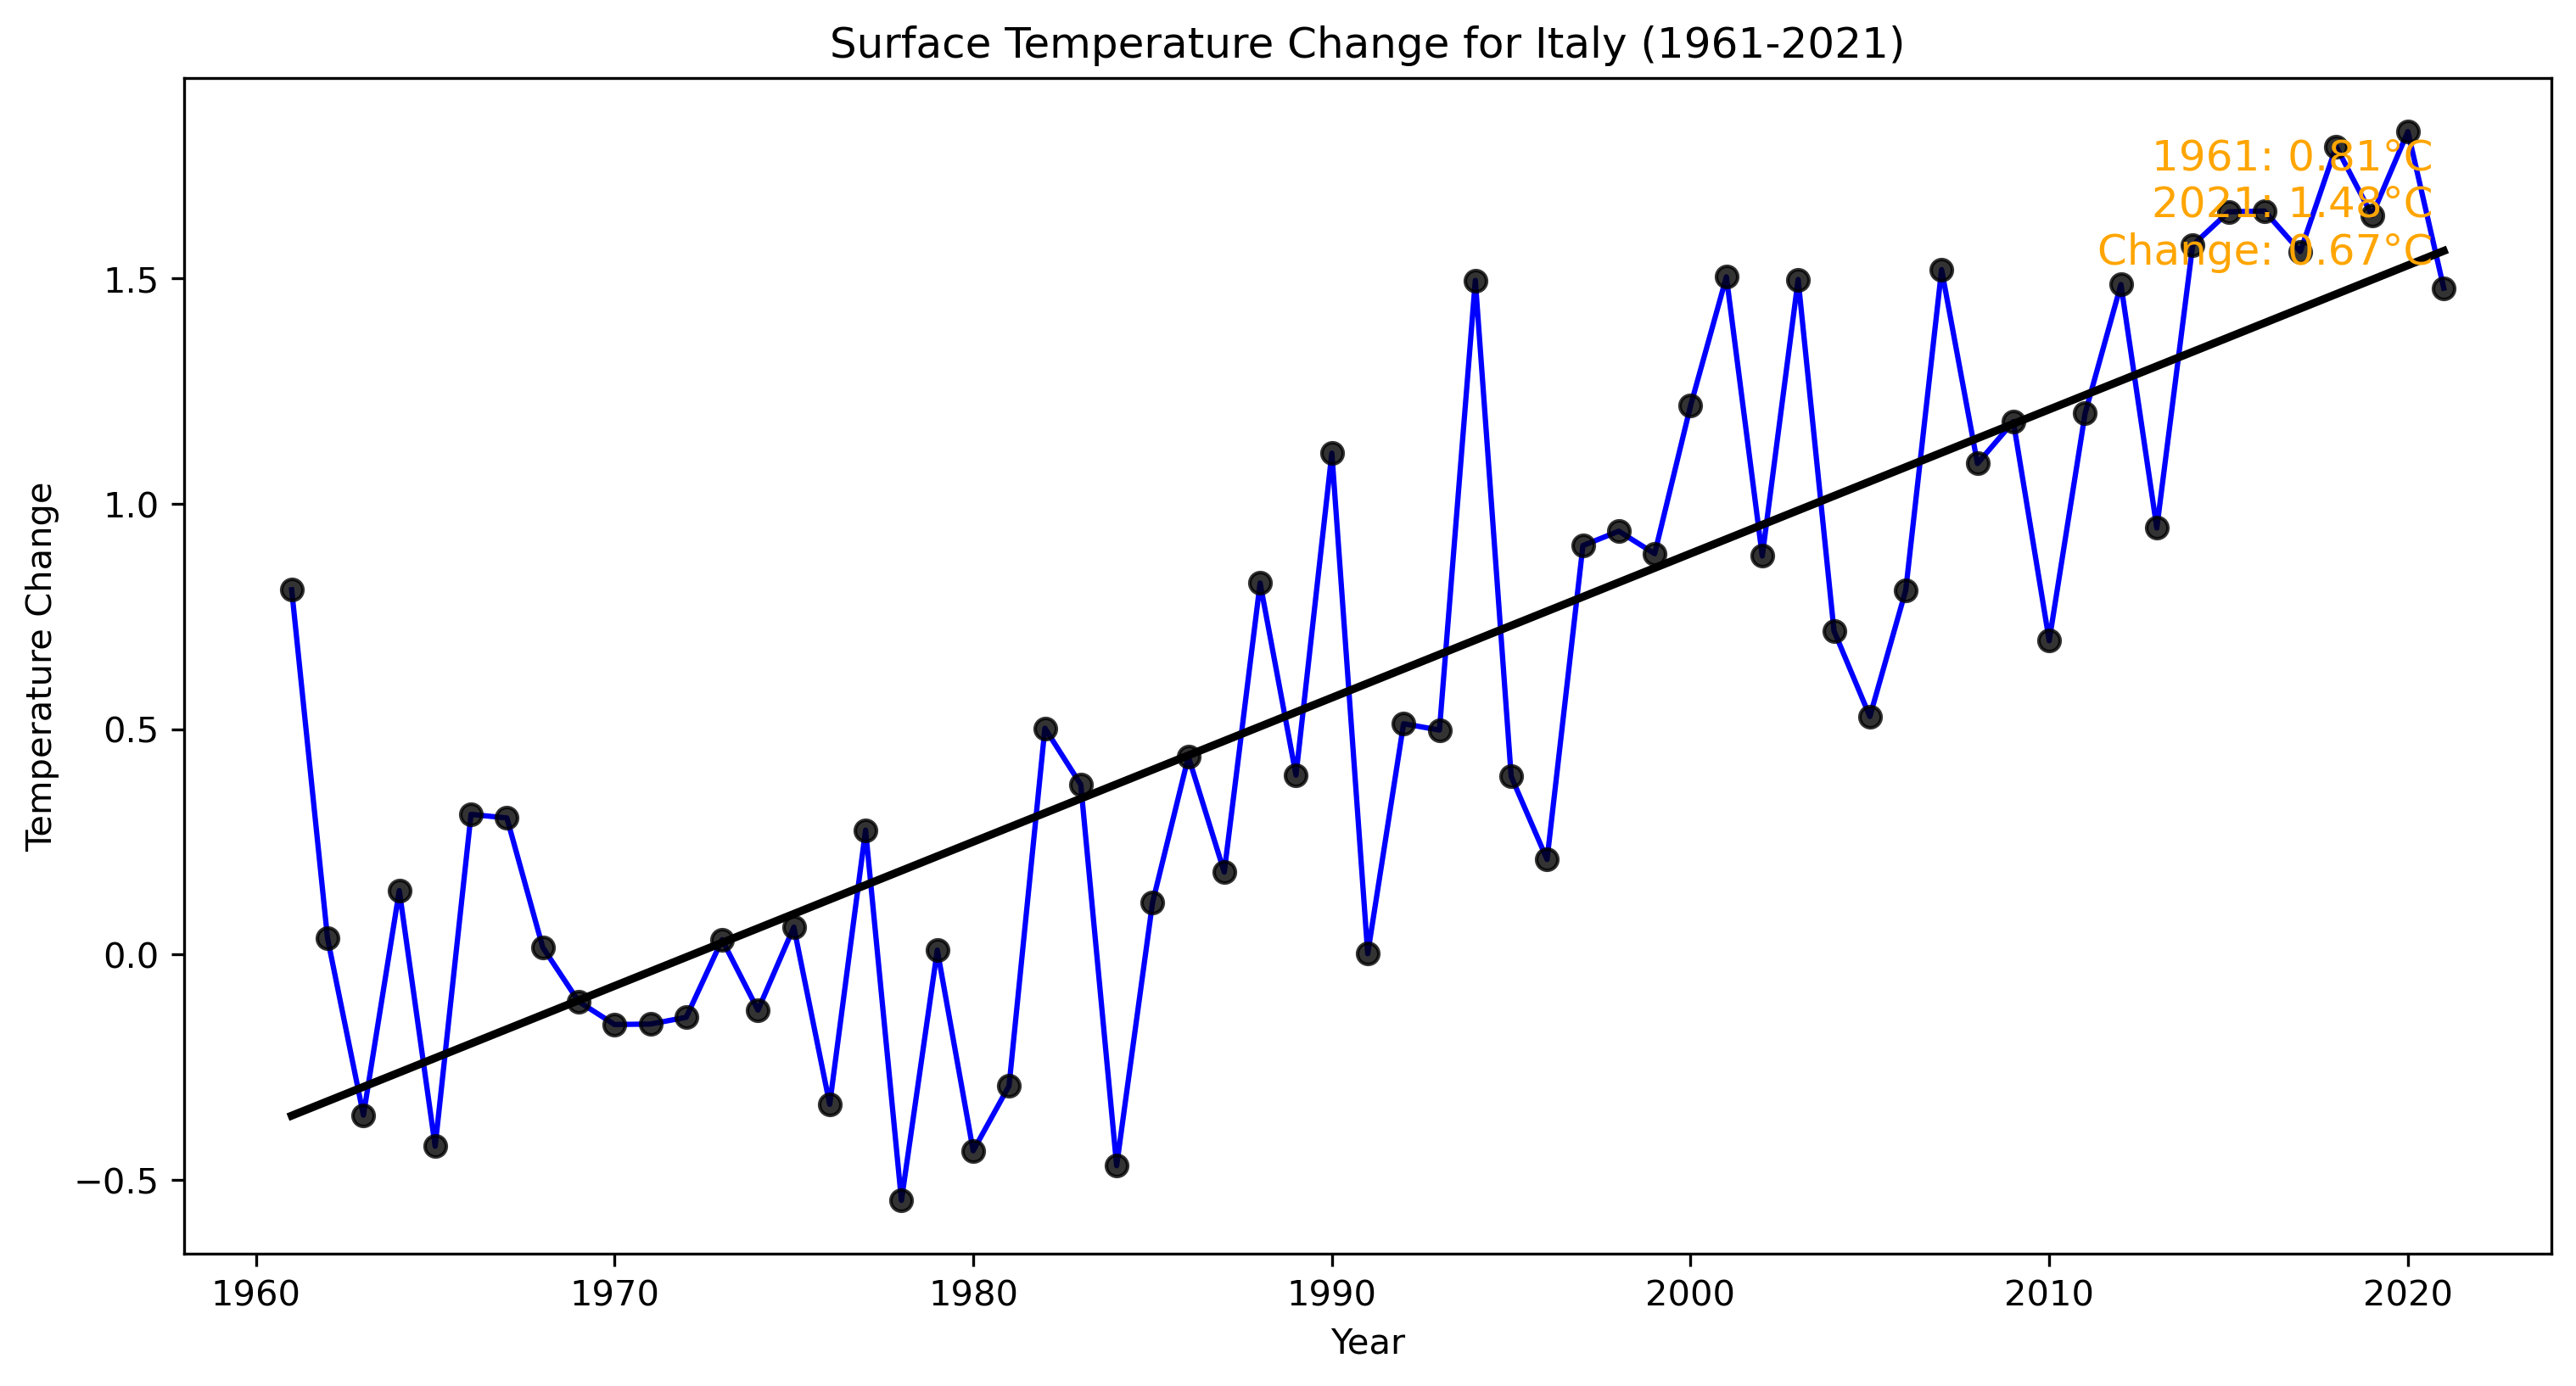 Surface Temperature Change for Italy (1961-2021)
1961: 0.81°C
2021: 1.48°C
Change: 0.67°C
Temperature Change
1.5
1.0
0.5
0.0
−0.5
1960 1970 1980 1990 2000 2010 2020
Year